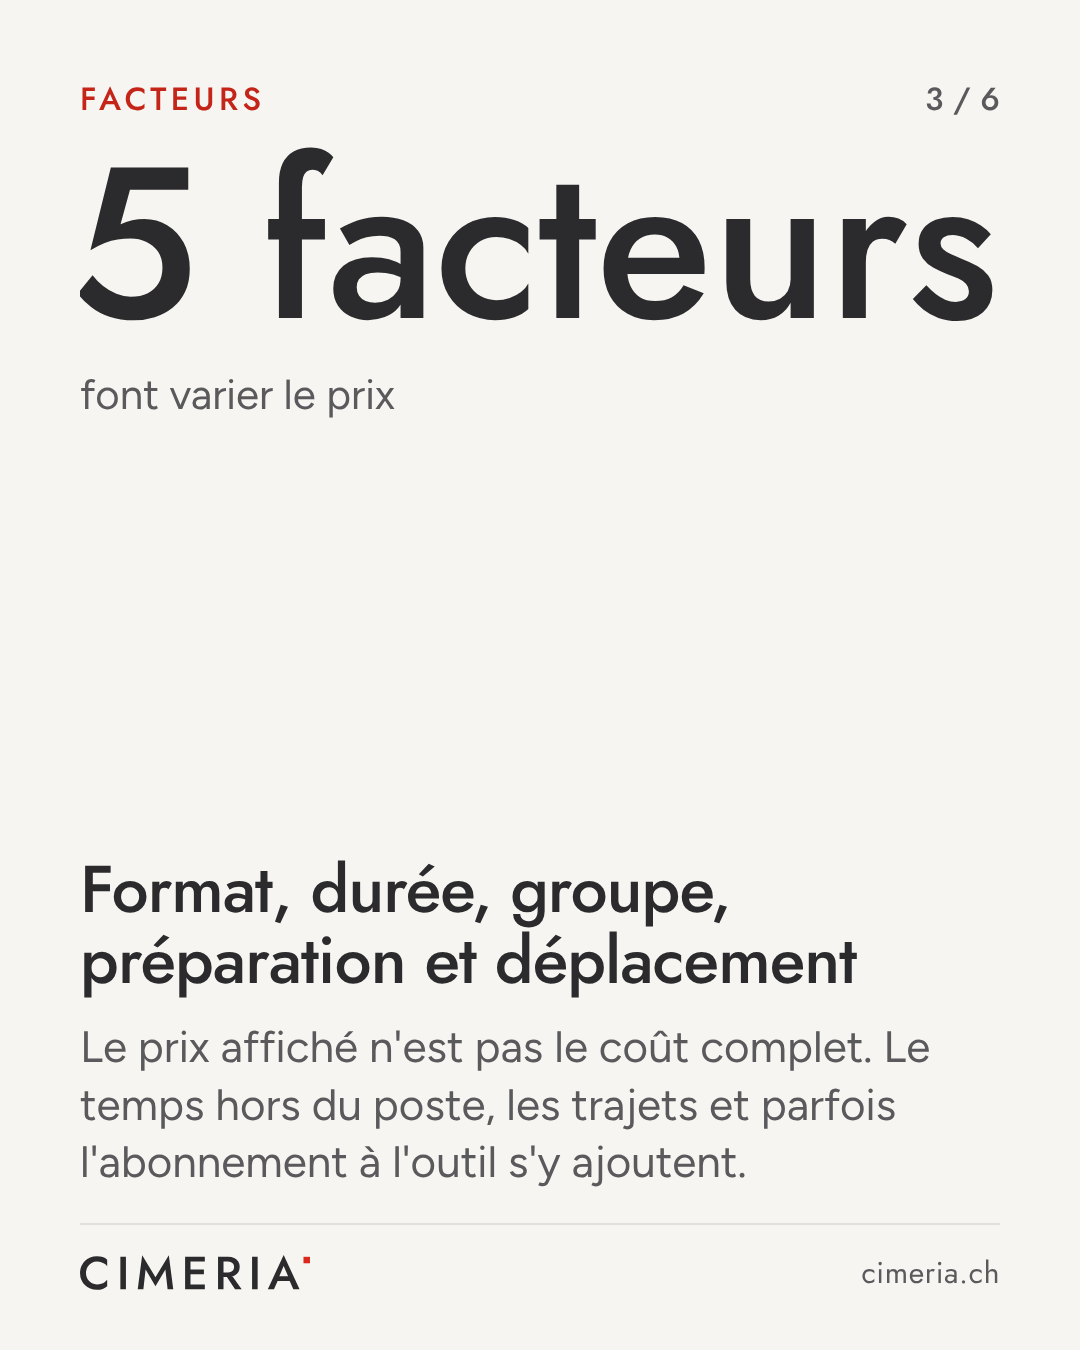 FACTEURS
3 / 6
5 facteurs
font varier le prix
Format, durée, groupe,
préparation et déplacement
Le prix affiché n'est pas le coût complet. Le
temps hors du poste, les trajets et parfois
l'abonnement à l'outil s'y ajoutent.
CIMERIA
cimeria.ch